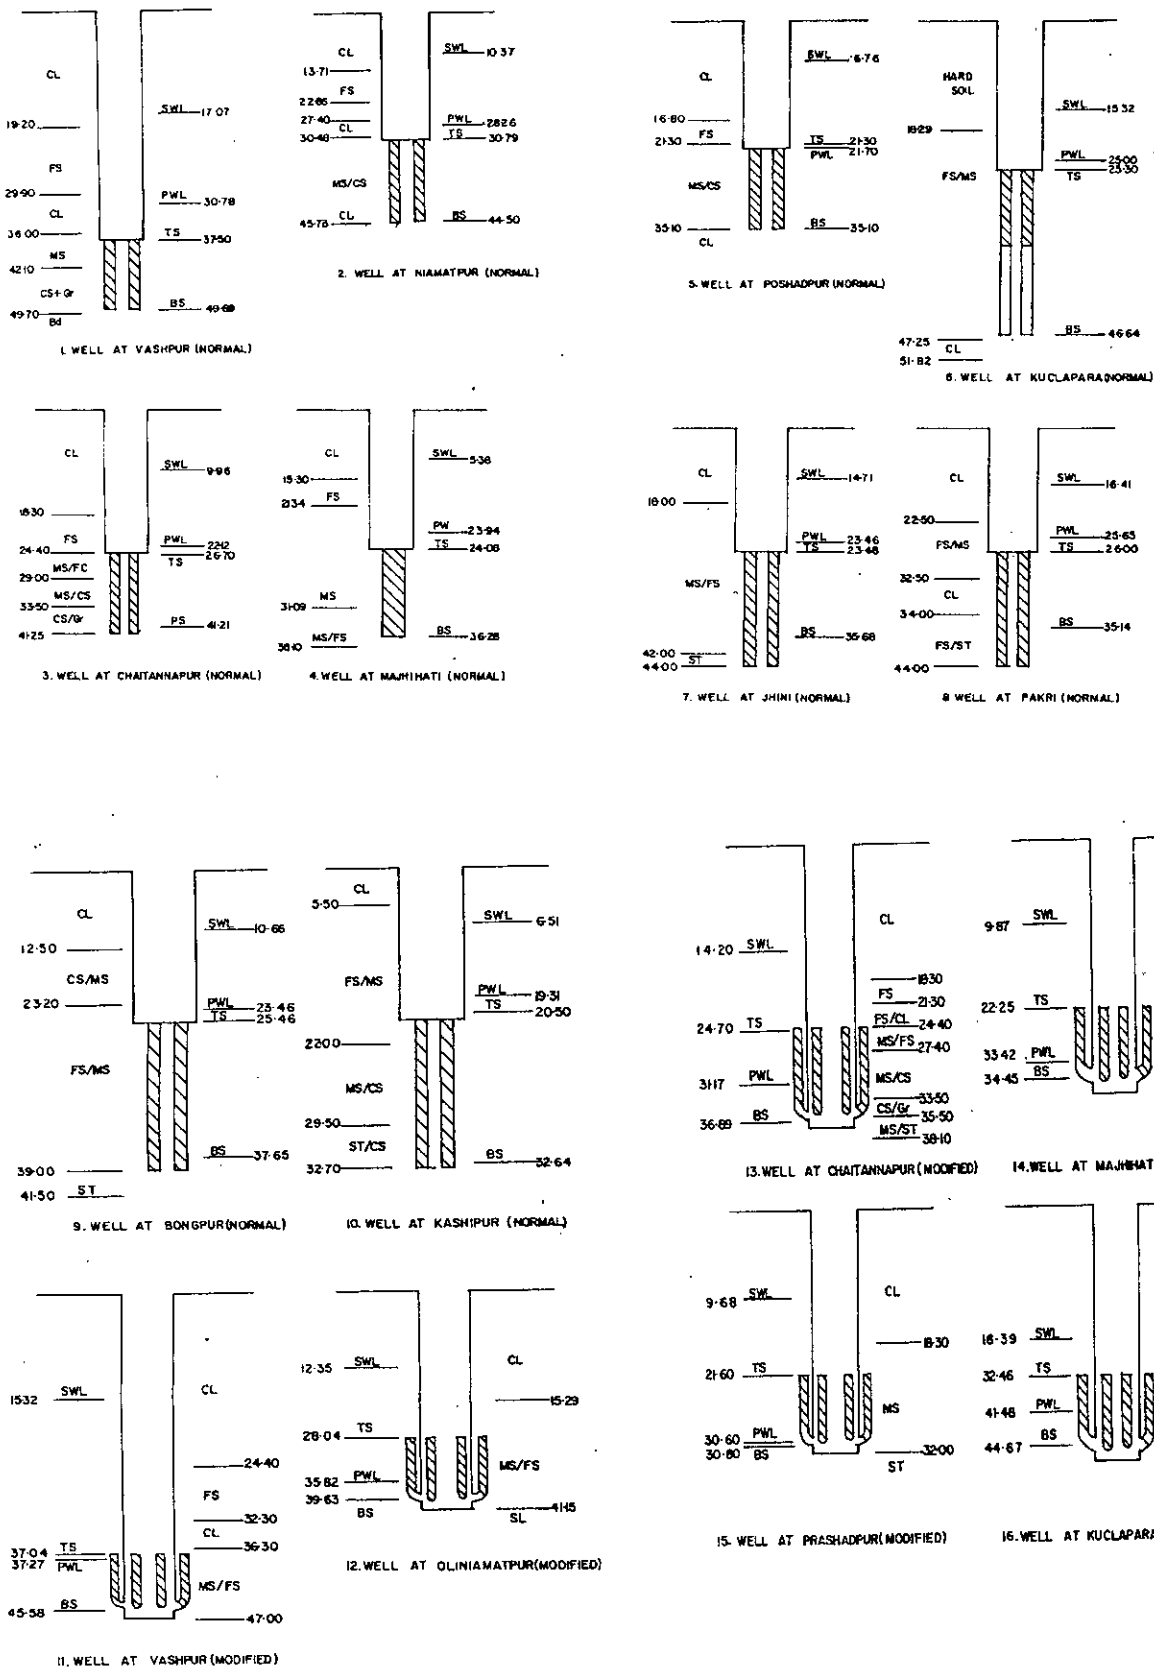 CL
19·20
FS
29·90
CL
36·00
MS
42·10
CS+Gr
49·70
Bd
SWL 17·07
PWL 30·78
TS 37·50
BS 49·69
1. WELL AT VASHPUR (NORMAL)
CL
13·71
FS
22·86
27·40
CL
30·48
MS/CS
CL
45·73
SWL 10·37
PWL 28·26
TS 30·79
BS 44·50
2. WELL AT NIAMATPUR (NORMAL)
CL
16·80
FS
21·30
MS/CS
35·10
CL
SWL 16·76
TS 21·30
PWL 21·70
BS 35·10
5. WELL AT POSHADPUR (NORMAL)
HARD
SOIL
18·29
FS/MS
47·25
CL
51·82
SWL 15·32
PWL 25·00
TS
BS 46·64
6. WELL AT KUCLAPARA (NORMAL)
CL
18·30
FS
24·40
MS/FC
29·00
MS/CS
33·50
CS/Gr
41·25
SWL 9·96
PWL 22·12
TS 26·70
PS 41·21
3. WELL AT CHAITANNAPUR (NORMAL)
CL
15·30
FS
21·34
MS
31·09
MS/FS
38·10
SWL 5·38
PW 23·94
TS 24·08
BS 36·28
4. WELL AT MAJHIHATI (NORMAL)
CL
18·00
MS/FS
42·00
ST
44·00
SWL 14·71
PWL 23·46
TS 23·48
BS 35·68
7. WELL AT JHINI (NORMAL)
CL
22·50
FS/MS
32·50
CL
34·00
FS/ST
44·00
SWL 16·41
PWL 25·65
TS 26·00
BS 35·14
8 WELL AT PAKRI (NORMAL)
CL
12·50
CS/MS
23·20
FS/MS
39·00
ST
41·50
SWL 10·66
PWL 23·46
TS 25·46
BS 37·65
9. WELL AT BONGPUR (NORMAL)
CL
5·50
FS/MS
22·00
MS/CS
29·50
ST/CS
32·70
SWL 6·51
PWL 19·31
TS 20·50
BS 32·64
10. WELL AT KASHIPUR (NORMAL)
14·20 SWL
24·70 TS
31·17 PWL
36·89 BS
CL
18·30
FS
21·30
FS/CL 24·40
MS/FS
27·40
MS/CS
33·50
CS/Gr 35·50
MS/ST
38·10
13. WELL AT CHAITANNAPUR (MODIFIED)
9·87 SWL
22·25 TS
33·42 PWL
34·45 BS
14. WELL AT MAJHIHAT
15·32 SWL
37·04 TS
37·27 PWL
45·58 BS
CL
24·40
FS
32·30
CL
36·30
MS/FS
47·00
11. WELL AT VASHPUR (MODIFIED)
12·35 SWL
28·04 TS
35·82 PWL
39·63
BS
CL
15·29
MS/FS
41·15
SL
12. WELL AT OLINIAMATPUR (MODIFIED)
9·68 SWL
21·60 TS
30·60 PWL
30·80 BS
CL
18·30
MS
32·00
ST
15. WELL AT PRASHADPUR (MODIFIED)
16·39 SWL
32·46 TS
41·48 PWL
44·67 BS
16. WELL AT KUCLAPARA